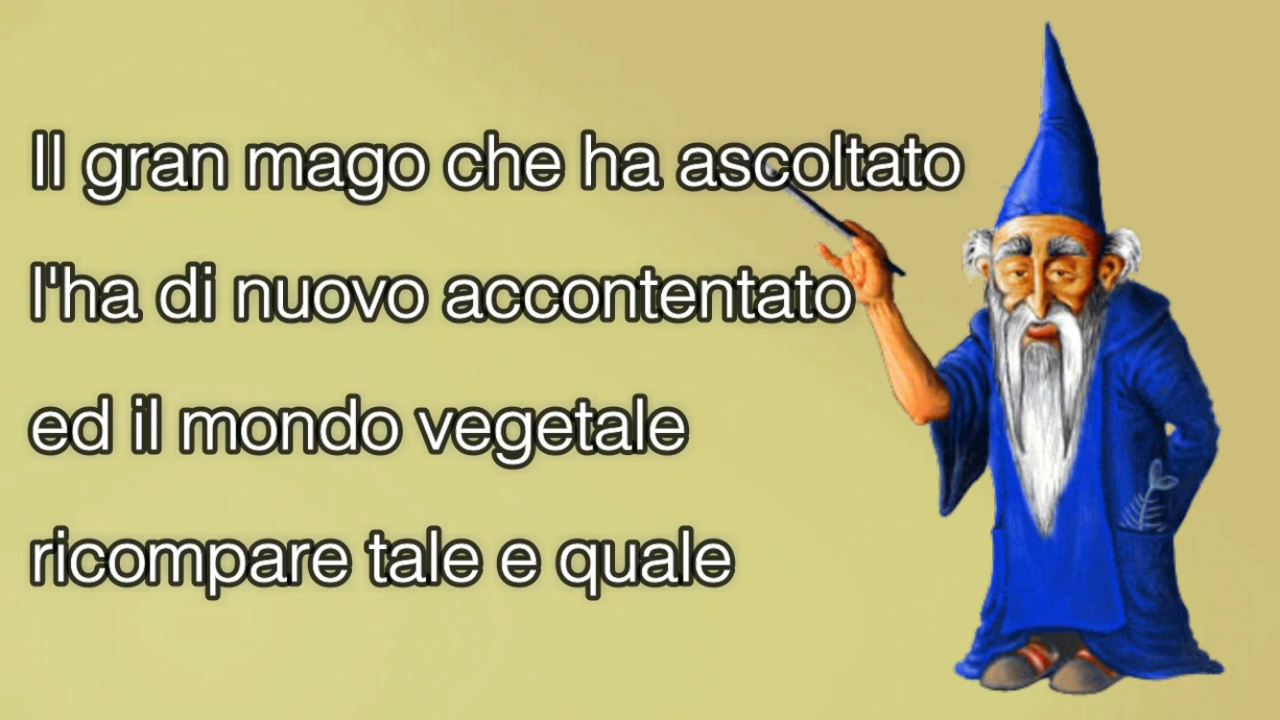 Il gran mago che ha ascoltato
l'ha di nuovo accontentato
ed il mondo vegetale
ricompare tale e quale